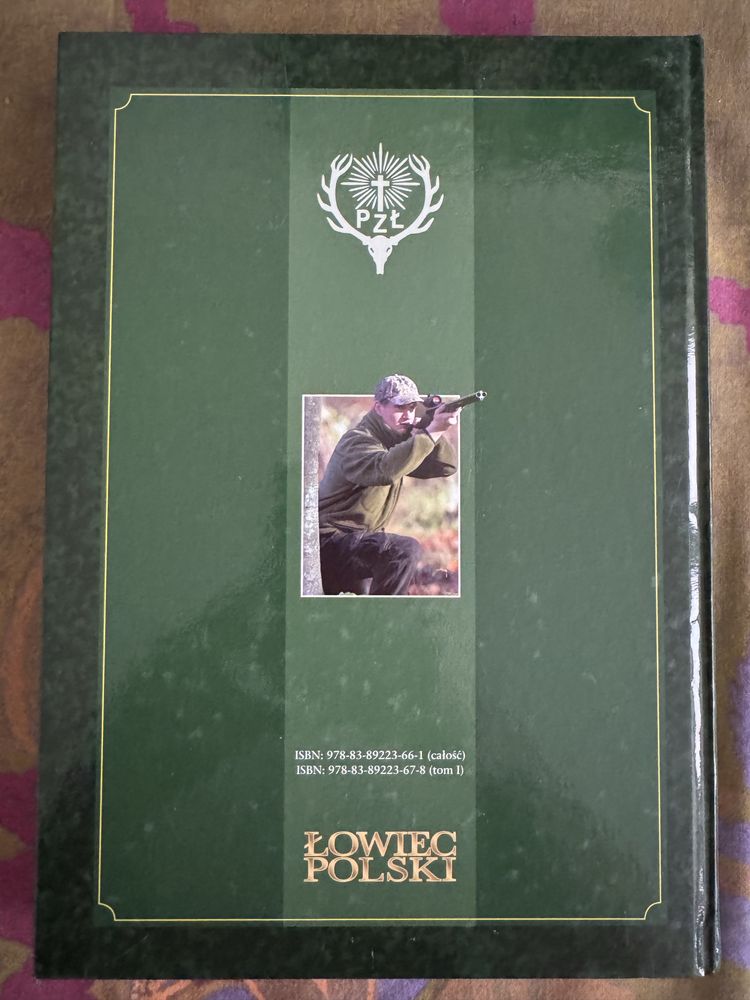 PZŁ
ISBN: 978-83-89223-66-1 (całość)
ISBN: 978-83-89223-67-8 (tom I)
ŁOWIEC
POLSKI